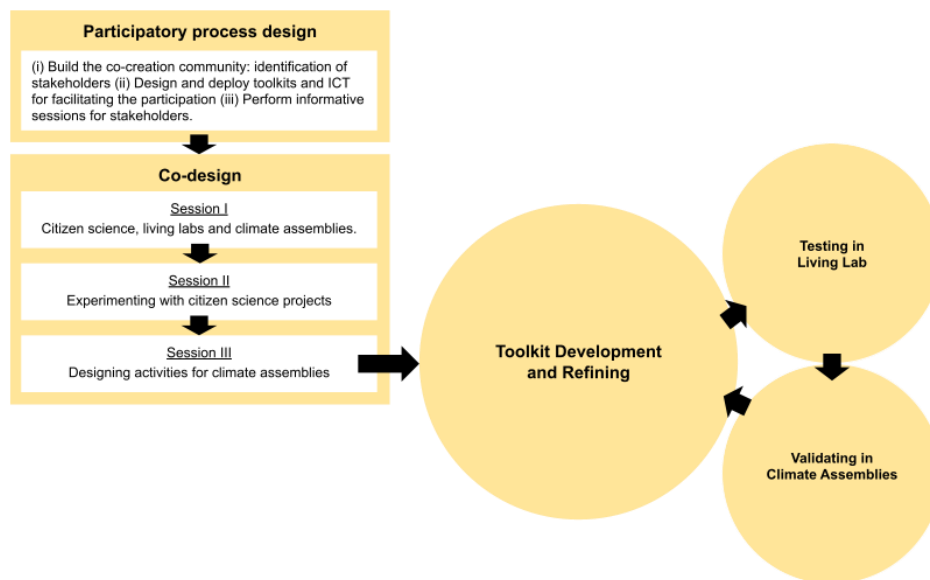 Participatory process design
(i) Build the co-creation community: identification of
stakeholders (ii) Design and deploy toolkits and ICT
for facilitating the participation (iii) Perform informative
sessions for stakeholders.
Co-design
Session I
Citizen science, living labs and climate assemblies.
Session II
Experimenting with citizen science projects
Session III
Designing activities for climate assemblies
Toolkit Development
and Refining
Testing in
Living Lab
Validating in
Climate Assemblies